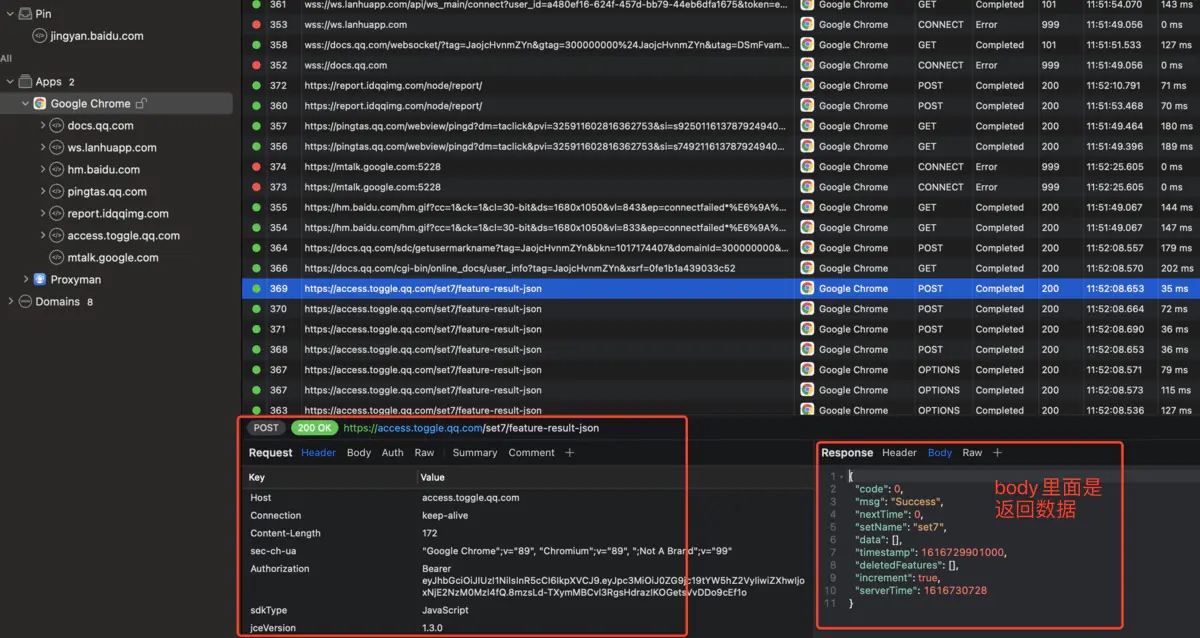 Pin
jingyan.baidu.com
All
Apps 2
Google Chrome
docs.qq.com
ws.lanhuapp.com
hm.baidu.com
pingtas.qq.com
report.idqqimg.com
access.toggle.qq.com
mtalk.google.com
Proxyman
Domains 8
361 wss://ws.lanhuapp.com/api/ws_main/connect?user_id=a480ef16-624f-457d-bb79-44eb6dfa1675&token=e... Google Chrome GET Completed 101 11:51:54.070 143 ms
353 wss://ws.lanhuapp.com Google Chrome CONNECT Error 999 11:51:49.056 0 ms
358 wss://docs.qq.com/websocket/?tag=JaojcHvnmZYn&gtag=300000000%24JaojcHvnmZYn&utag=DSmFvam... Google Chrome GET Completed 101 11:51:51.533 127 ms
352 wss://docs.qq.com Google Chrome CONNECT Error 999 11:51:49.056 0 ms
372 https://report.idqqimg.com/node/report/ Google Chrome POST Completed 200 11:52:10.791 71 ms
360 https://report.idqqimg.com/node/report/ Google Chrome POST Completed 200 11:51:53.468 70 ms
357 https://pingtas.qq.com/webview/pingd?dm=taclick&pvi=325911602816362753&si=s925011613787924940... Google Chrome GET Completed 200 11:51:49.464 180 ms
356 https://pingtas.qq.com/webview/pingd?dm=taclick&pvi=325911602816362753&si=s749211613787924940... Google Chrome GET Completed 200 11:51:49.396 189 ms
374 https://mtalk.google.com:5228 Google Chrome CONNECT Error 999 11:52:25.605 0 ms
373 https://mtalk.google.com:5228 Google Chrome CONNECT Error 999 11:52:25.605 0 ms
355 https://hm.baidu.com/hm.gif?cc=1&ck=1&cl=30-bit&ds=1680x1050&vl=843&ep=connectfailed*%E6%9A%... Google Chrome GET Completed 200 11:51:49.067 144 ms
354 https://hm.baidu.com/hm.gif?cc=1&ck=1&cl=30-bit&ds=1680x1050&vl=833&ep=connectfailed*%E6%9A%... Google Chrome GET Completed 200 11:51:49.067 147 ms
364 https://docs.qq.com/sdc/getusermarkname?tag=JaojcHvnmZYn&bkn=1017174407&domainId=300000000&... Google Chrome POST Completed 200 11:52:08.557 179 ms
366 https://docs.qq.com/cgi-bin/online_docs/user_info?tag=JaojcHvnmZYn&xsrf=0fe1b1a439033c52 Google Chrome GET Completed 200 11:52:08.570 202 ms
369 https://access.toggle.qq.com/set7/feature-result-json Google Chrome POST Completed 200 11:52:08.653 35 ms
370 https://access.toggle.qq.com/set7/feature-result-json Google Chrome POST Completed 200 11:52:08.664 72 ms
371 https://access.toggle.qq.com/set7/feature-result-json Google Chrome POST Completed 200 11:52:08.690 36 ms
368 https://access.toggle.qq.com/set7/feature-result-json Google Chrome POST Completed 200 11:52:08.653 36 ms
367 https://access.toggle.qq.com/set7/feature-result-json Google Chrome OPTIONS Completed 200 11:52:08.571 79 ms
367 https://access.toggle.qq.com/set7/feature-result-json Google Chrome OPTIONS Completed 200 11:52:08.573 115 ms
363 https://access.toggle.qq.com/set7/feature-result-json Google Chrome OPTIONS Completed 200 11:52:08.536 127 ms
POST 200 OK https://access.toggle.qq.com/set7/feature-result-json
Request Header Body Auth Raw Summary Comment +
Key Value
Host access.toggle.qq.com
Connection keep-alive
Content-Length 172
sec-ch-ua "Google Chrome";v="89", "Chromium";v="89", ";Not A Brand";v="99"
Authorization Bearer
sdkType JavaScript
jceVersion 1.3.0
Response Header Body Raw +
1 {
2 "code": 0,
3 "msg": "Success",
4 "nextTime": 0,
5 "setName": "set7",
6 "data": [],
7 "timestamp": 1616729901000,
8 "deletedFeatures": [],
9 "increment": true,
10 "serverTime": 1616730728
11 }
body 里面是
返回数据